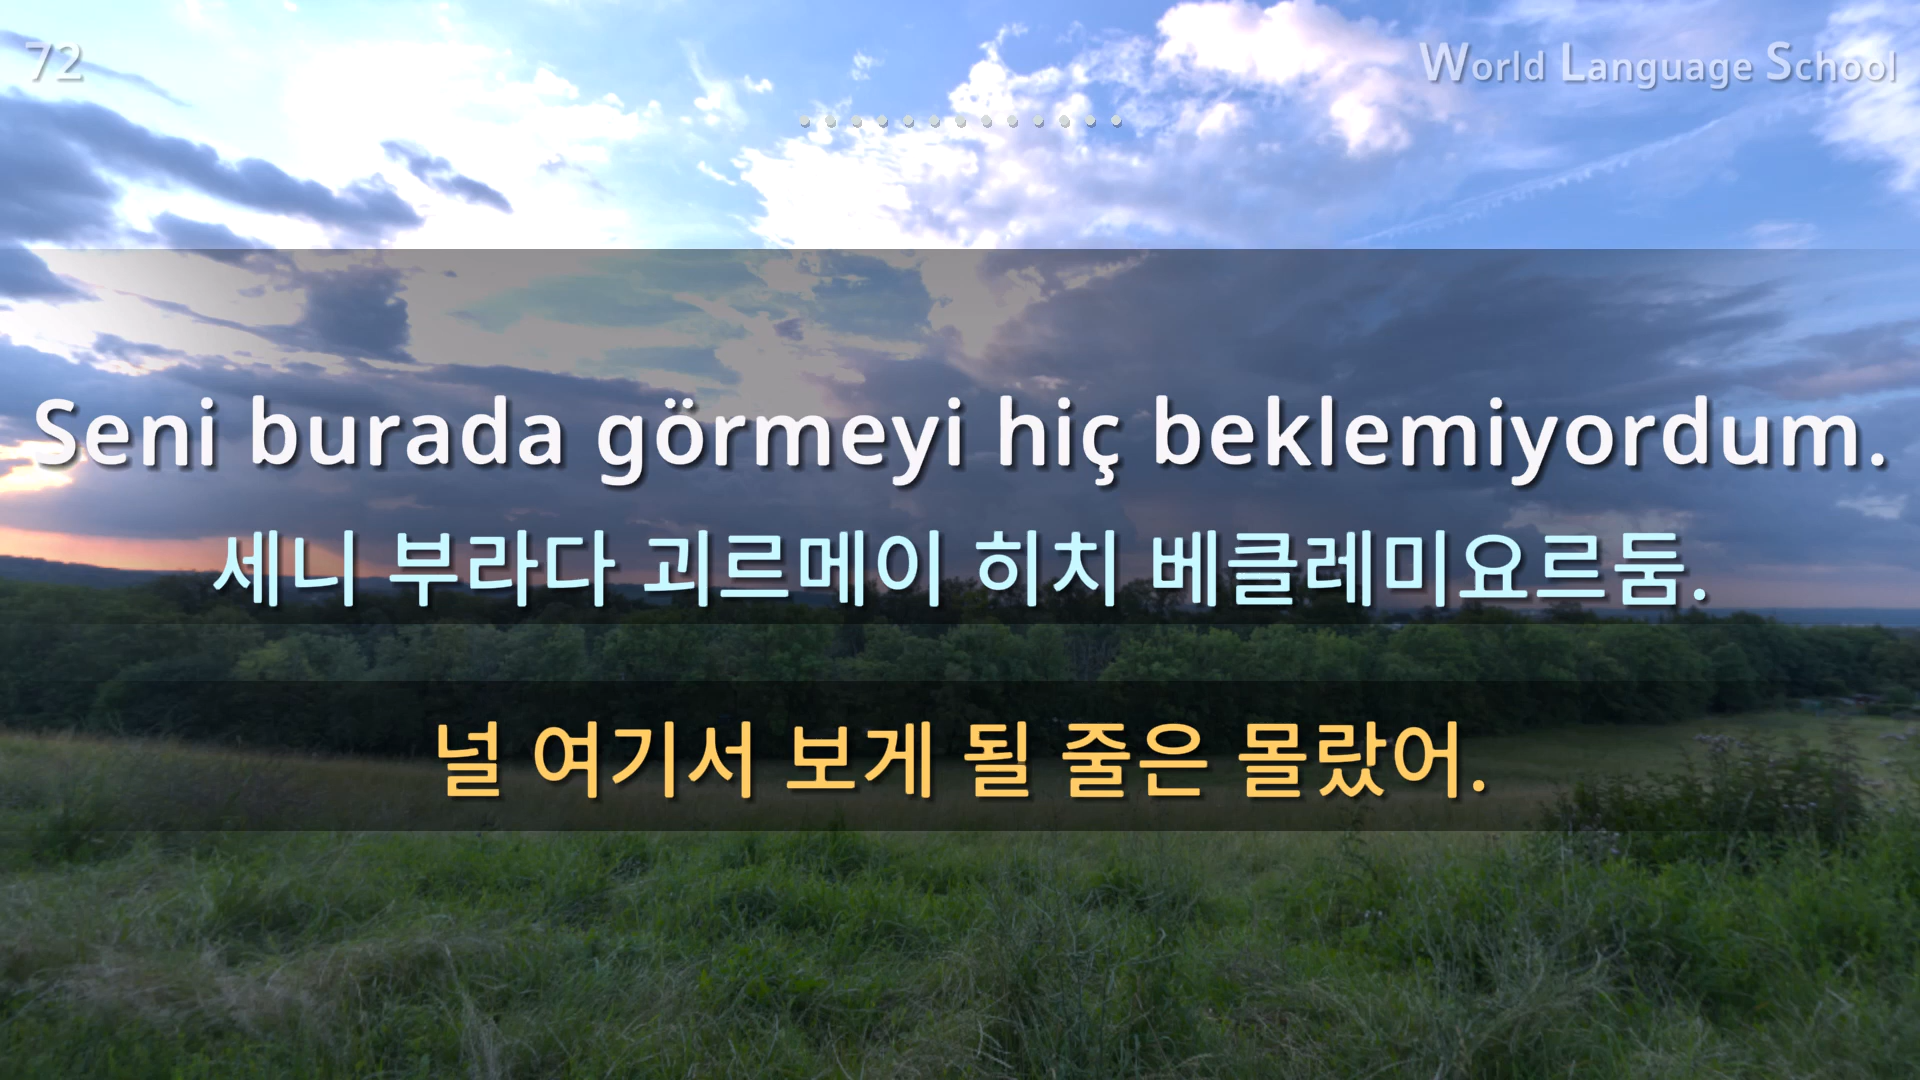 72
World Language School
Seni burada görmeyi hiç beklemiyordum.
세니 부라다 괴르메이 히치 베클레미요르둠.
널 여기서 보게 될 줄은 몰랐어.